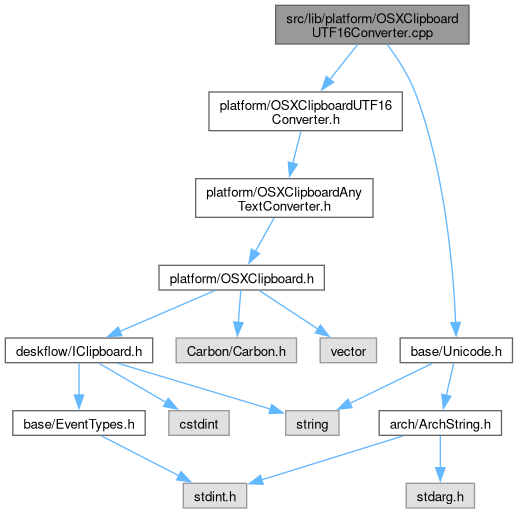 src/lib/platform/OSXClipboard
UTF16Converter.cpp
platform/OSXClipboardUTF16
Converter.h
platform/OSXClipboardAny
TextConverter.h
platform/OSXClipboard.h
deskflow/IClipboard.h
Carbon/Carbon.h
vector
base/Unicode.h
base/EventTypes.h
cstdint
string
arch/ArchString.h
stdint.h
stdarg.h